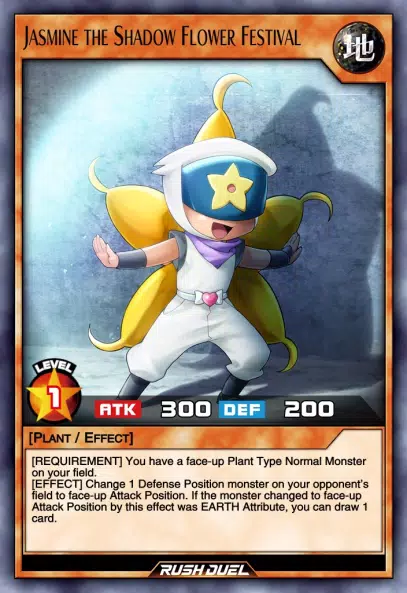 Jasmine the Shadow Flower Festival
地
LEVEL
1
ATK 300 DEF 200
[Plant / Effect]
[REQUIREMENT] You have a face-up Plant Type Normal Monster
on your field.
[EFFECT] Change 1 Defense Position monster on your opponent's
field to face-up Attack Position. If the monster changed to face-up
Attack Position by this effect was EARTH Attribute, you can draw 1
card.
RUSH DUEL